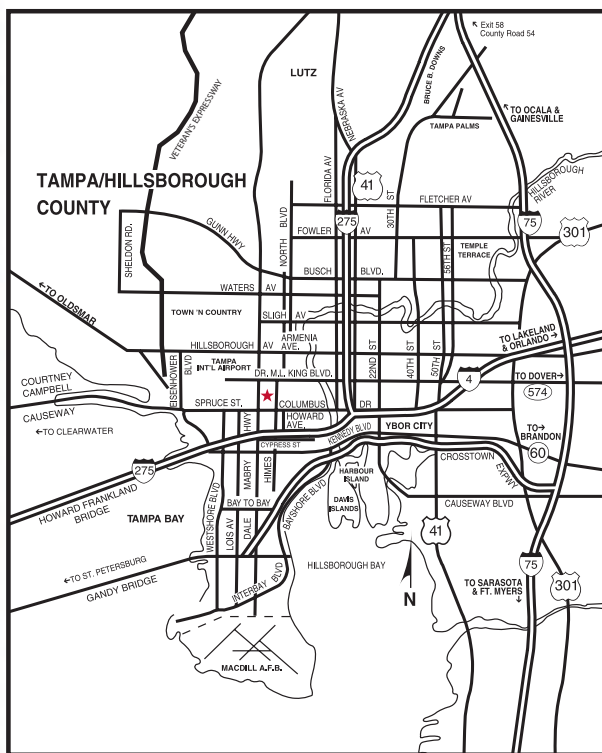 Exit 58
County Road 54
LUTZ
BRUCE B. DOWNS
NEBRASKA AV
VETERAN'S EXPRESSWAY
TO OCALA &
GAINESVILLE
TAMPA PALMS
TAMPA/HILLSBOROUGH
COUNTY
FLORIDA AV
41
30TH ST
HILLSBOROUGH
RIVER
FLETCHER AV
SHELDON RD.
GUNN HWY
NORTH BLVD
275
75
301
FOWLER AV
56TH ST
TEMPLE
TERRACE
BUSCH BLVD.
←TO OLDSMAR
WATERS AV
TOWN 'N COUNTRY
SLIGH AV
ARMENIA
AVE.
HILLSBOROUGH AV
22ND ST
40TH ST
50TH ST
TO LAKELAND
& ORLANDO→
EISENHOWER BLVD
TAMPA
INT'L AIRPORT
DR. M.L. KING BLVD.
4
TO DOVER→
574
COURTNEY
CAMPBELL
CAUSEWAY
SPRUCE ST.
COLUMBUS DR
HOWARD
AVE.
←TO CLEARWATER
CYPRESS ST
KENNEDY BLVD
YBOR CITY
TO→
BRANDON
60
275
HOWARD FRANKLAND
BRIDGE
DALE MABRY HWY
HIMES
CROSSTOWN EXPWY
HARBOUR
ISLAND
DAVIS
ISLANDS
TAMPA BAY
WESTSHORE BLVD
LOIS AV
BAY TO BAY
BAYSHORE BLVD
CAUSEWAY BLVD
41
←TO ST. PETERSBURG
GANDY BRIDGE
INTERBAY BLVD
HILLSBOROUGH BAY
N
75
301
TO SARASOTA
& FT. MYERS
↓
MACDILL A.F.B.